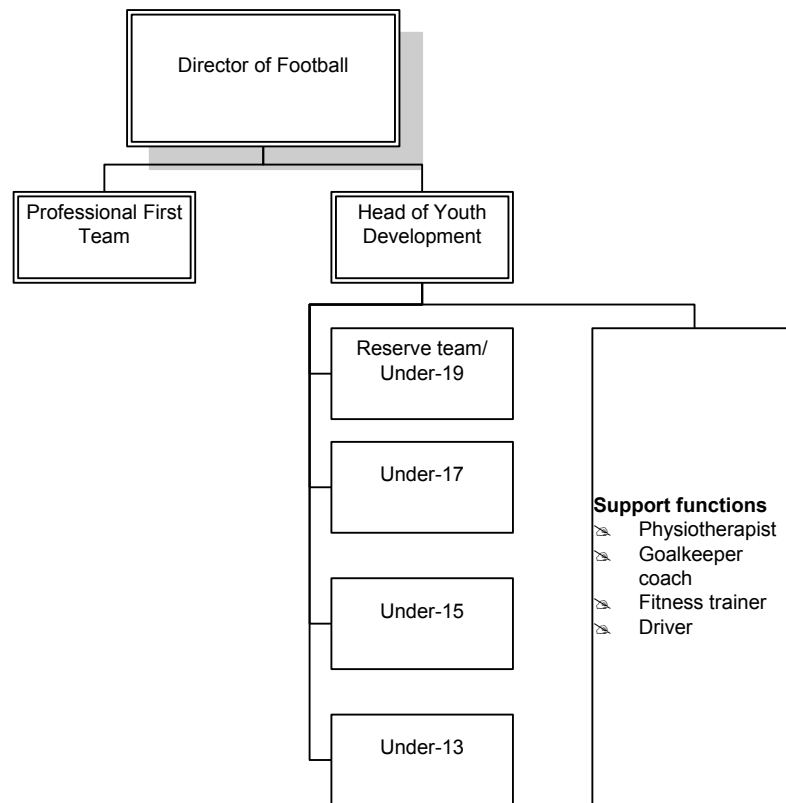 Director of Football
Professional First
Team
Head of Youth
Development
Reserve team/
Under-19
Under-17
Under-15
Under-13
Support functions
Physiotherapist
Goalkeeper
coach
Fitness trainer
Driver